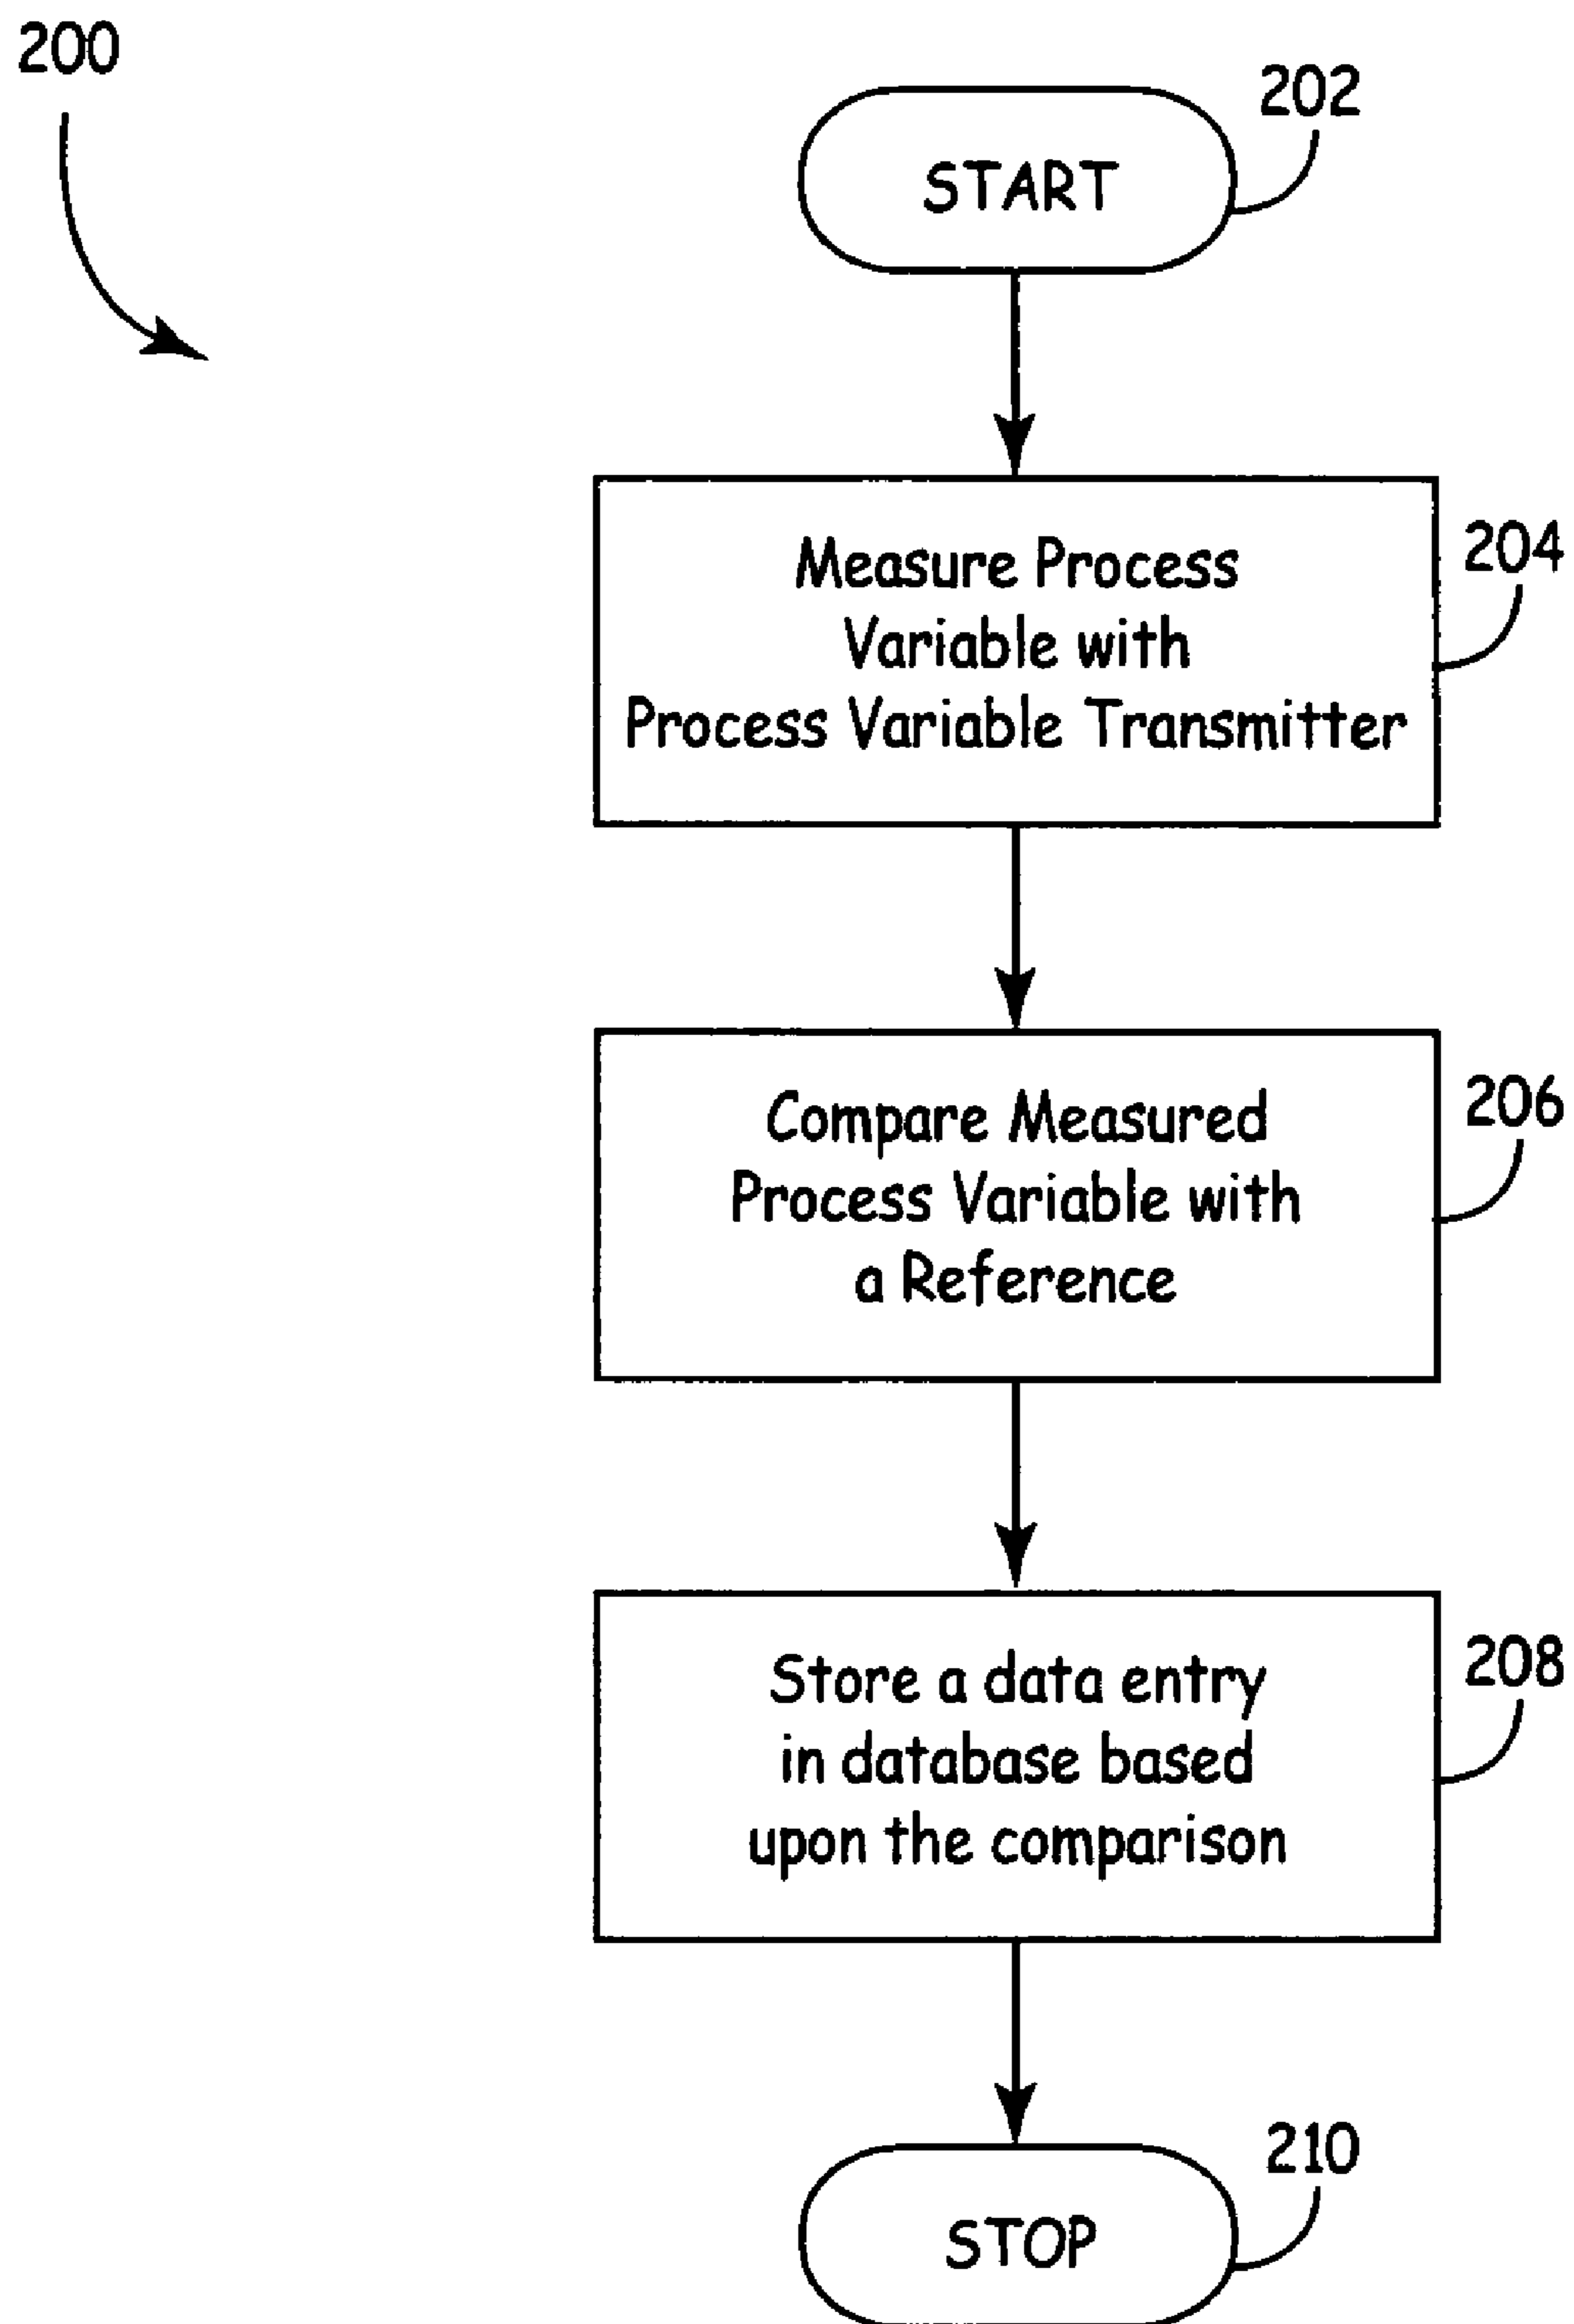 200
202
START
204
Measure Process
Variable with
Process Variable Transmitter
206
Compare Measured
Process Variable with
a Reference
208
Store a data entry
in database based
upon the comparison
210
STOP